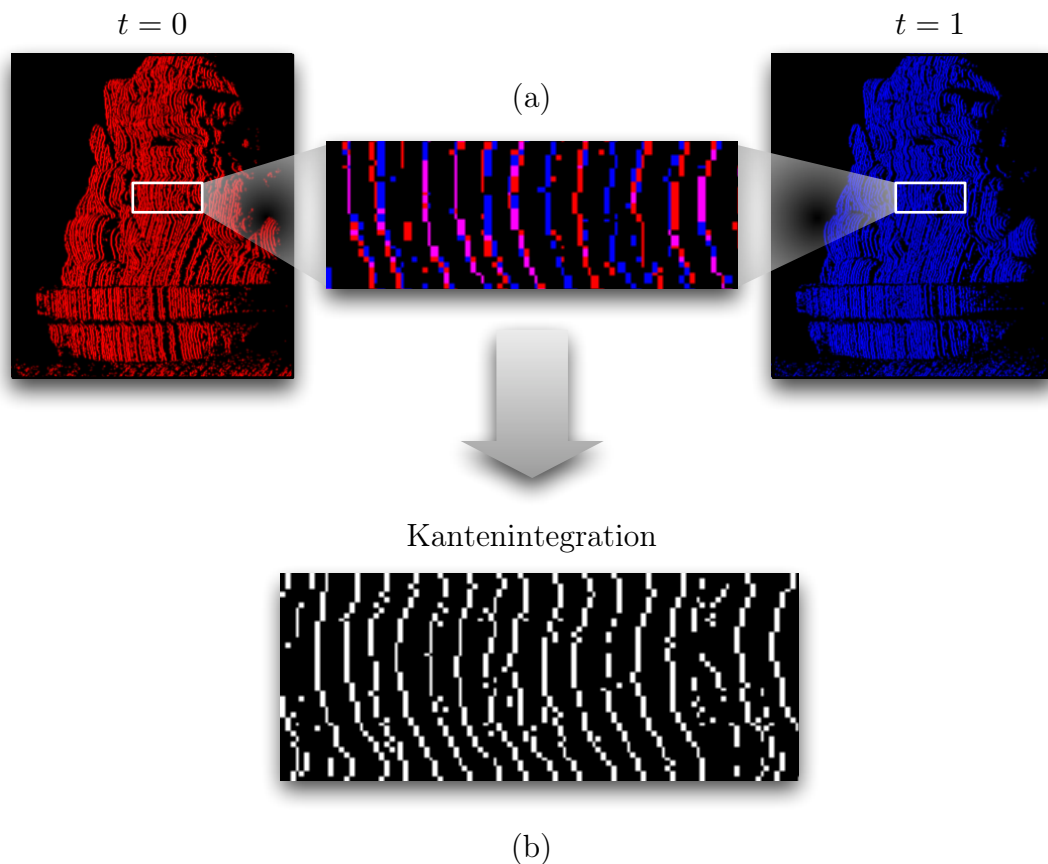 t = 0
t = 1
(a)
Kantenintegration
(b)